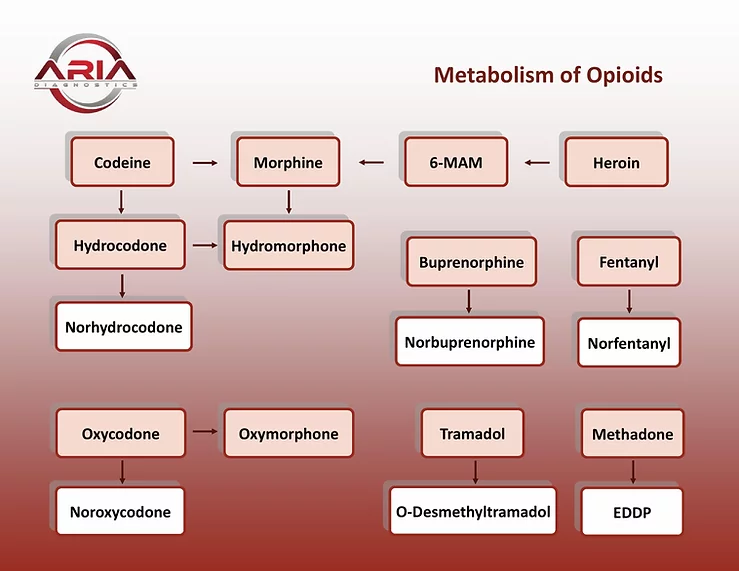 ARIA
DIAGNOSTICS
Metabolism of Opioids
Codeine
Morphine
6-MAM
Heroin
Hydrocodone
Hydromorphone
Buprenorphine
Fentanyl
Norhydrocodone
Norbuprenorphine
Norfentanyl
Oxycodone
Oxymorphone
Tramadol
Methadone
Noroxycodone
O-Desmethyltramadol
EDDP